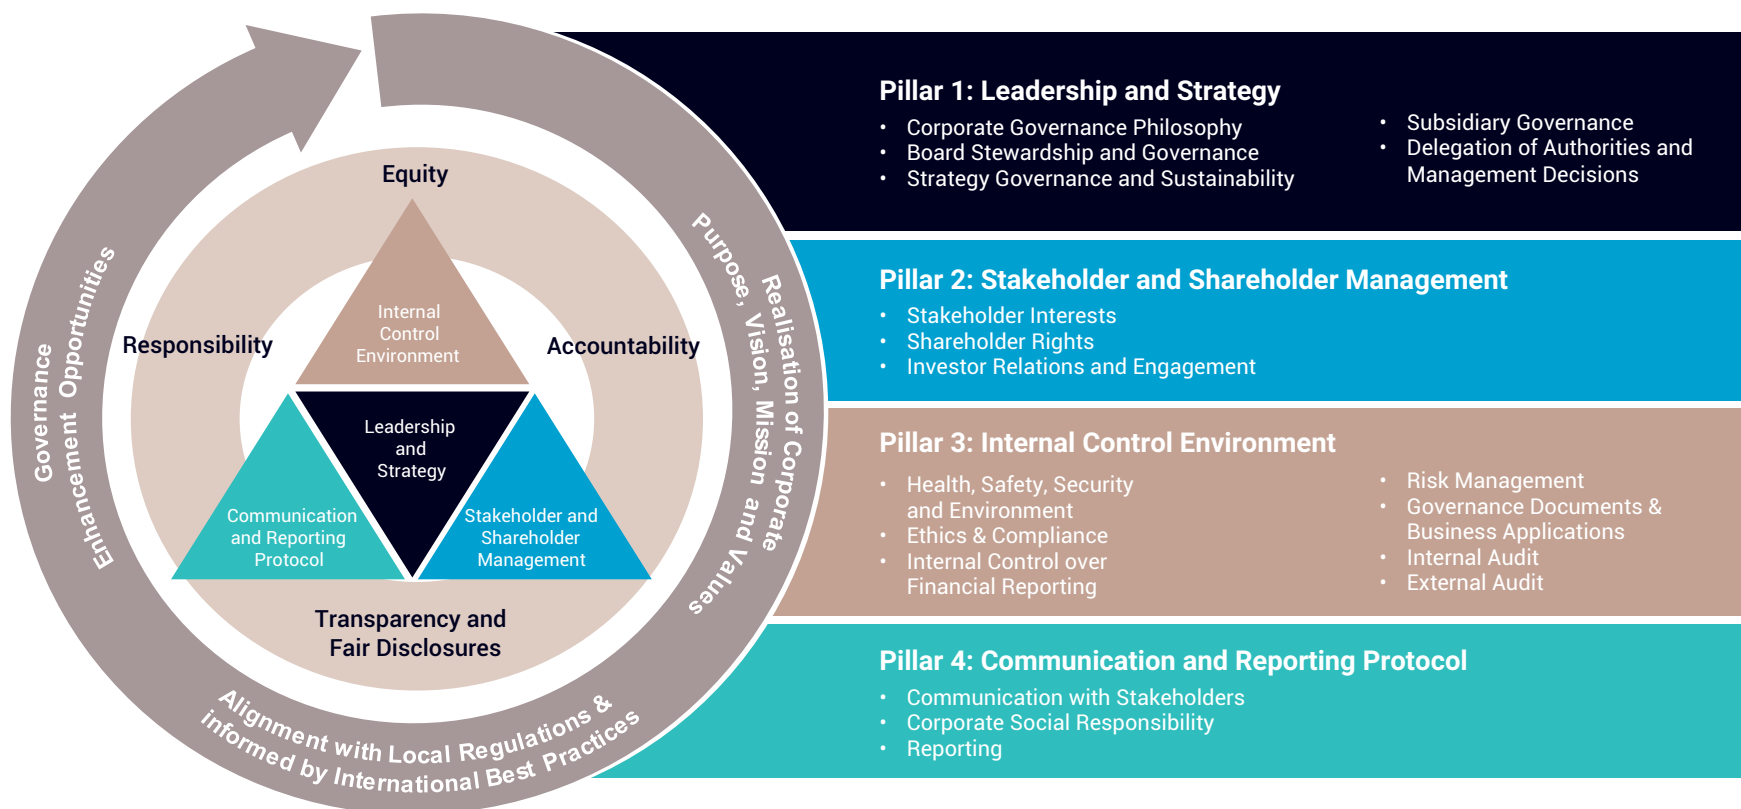 Governance
Enhancement Opportunities
Realisation of Corporate
Purpose, Vision, Mission and Values
Alignment with Local Regulations &
informed by International Best Practices
Equity
Responsibility
Accountability
Transparency and
Fair Disclosures
Internal
Control
Environment
Leadership
and
Strategy
Communication
and Reporting
Protocol
Stakeholder and
Shareholder
Management
Pillar 1: Leadership and Strategy
• Corporate Governance Philosophy
• Board Stewardship and Governance
• Strategy Governance and Sustainability
• Subsidiary Governance
• Delegation of Authorities and
Management Decisions
Pillar 2: Stakeholder and Shareholder Management
• Stakeholder Interests
• Shareholder Rights
• Investor Relations and Engagement
Pillar 3: Internal Control Environment
• Health, Safety, Security
and Environment
• Ethics & Compliance
• Internal Control over
Financial Reporting
• Risk Management
• Governance Documents &
Business Applications
• Internal Audit
• External Audit
Pillar 4: Communication and Reporting Protocol
• Communication with Stakeholders
• Corporate Social Responsibility
• Reporting